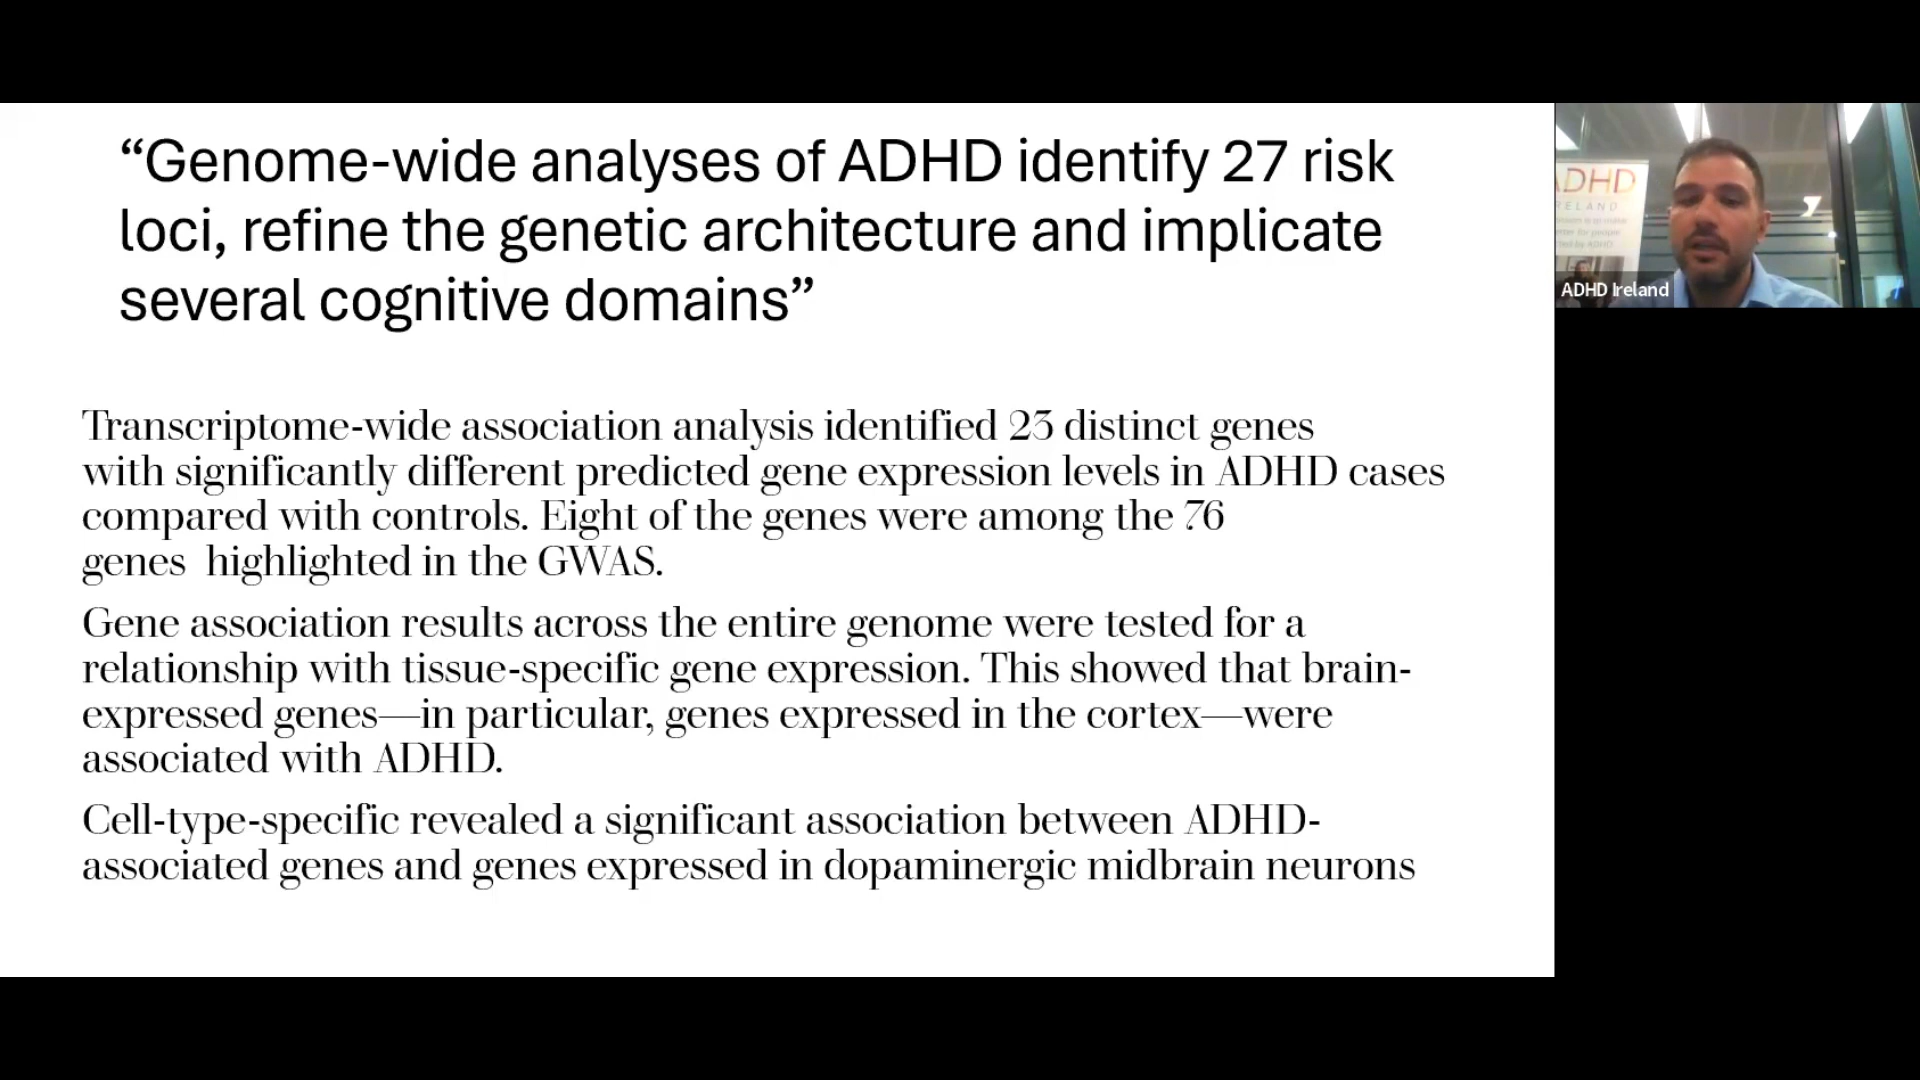 “Genome-wide analyses of ADHD identify 27 risk
loci, refine the genetic architecture and implicate
several cognitive domains”
Transcriptome-wide association analysis identified 23 distinct genes
with significantly different predicted gene expression levels in ADHD cases
compared with controls. Eight of the genes were among the 76
genes  highlighted in the GWAS.
Gene association results across the entire genome were tested for a
relationship with tissue-specific gene expression. This showed that brain-
expressed genes—in particular, genes expressed in the cortex—were
associated with ADHD.
Cell-type-specific revealed a significant association between ADHD-
associated genes and genes expressed in dopaminergic midbrain neurons
ADHD
ADHD Ireland